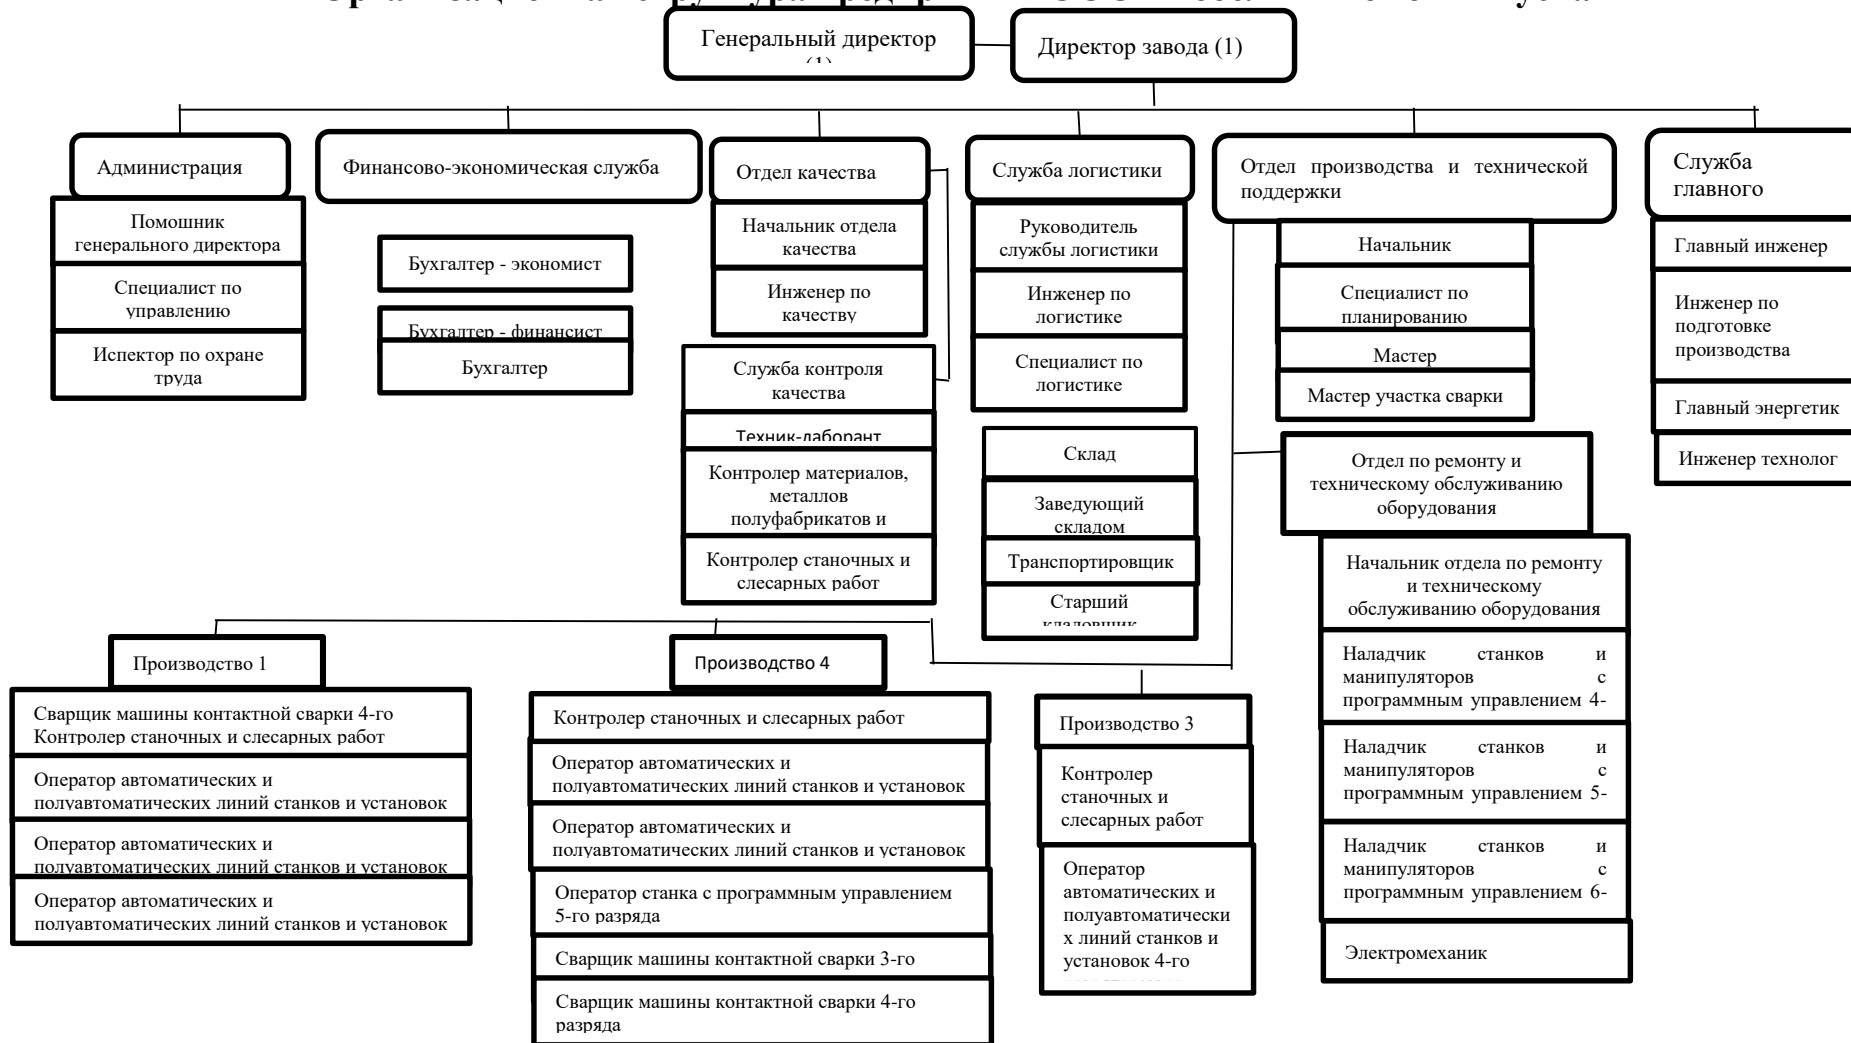 Генеральный директор
(1)
Директор завода (1)
Администрация
Помошник
генерального директора
Специалист по
управлению
Испектор по охране
труда
Финансово-экономическая служба
Бухгалтер - экономист
Бухгалтер - финансист
Бухгалтер
Отдел качества
Начальник отдела
качества
Инженер по
качеству
Служба контроля
качества
Техник-лаборант
Контролер материалов,
металлов
полуфабрикатов и
Контролер станочных и
слесарных работ
Служба логистики
Руководитель
службы логистики
Инженер по
логистике
Специалист по
логистике
Склад
Заведующий
складом
Транспортировщик
Старший
кладовщик
Отдел производства и технической
поддержки
Начальник
Специалист по
планированию
Мастер
Мастер участка сварки
Отдел по ремонту и
техническому обслуживанию
оборудования
Начальник отдела по ремонту
и техническому
обслуживанию оборудования
Наладчик станков и
манипуляторов с
программным управлением 4-
Наладчик станков и
манипуляторов с
программным управлением 5-
Наладчик станков и
манипуляторов с
программным управлением 6-
Электромеханик
Служба
главного
Главный инженер
Инженер по
подготовке
производства
Главный энергетик
Инженер технолог
Производство 1
Сварщик машины контактной сварки 4-го
Контролер станочных и слесарных работ
Оператор автоматических и
полуавтоматических линий станков и установок
Оператор автоматических и
полуавтоматических линий станков и установок
Оператор автоматических и
полуавтоматических линий станков и установок
Производство 4
Контролер станочных и слесарных работ
Оператор автоматических и
полуавтоматических линий станков и установок
Оператор автоматических и
полуавтоматических линий станков и установок
Оператор станка с программным управлением
5-го разряда
Сварщик машины контактной сварки 3-го
Сварщик машины контактной сварки 4-го
разряда
Производство 3
Контролер
станочных и
слесарных работ
Оператор
автоматических и
полуавтоматически
х линий станков и
установок 4-го